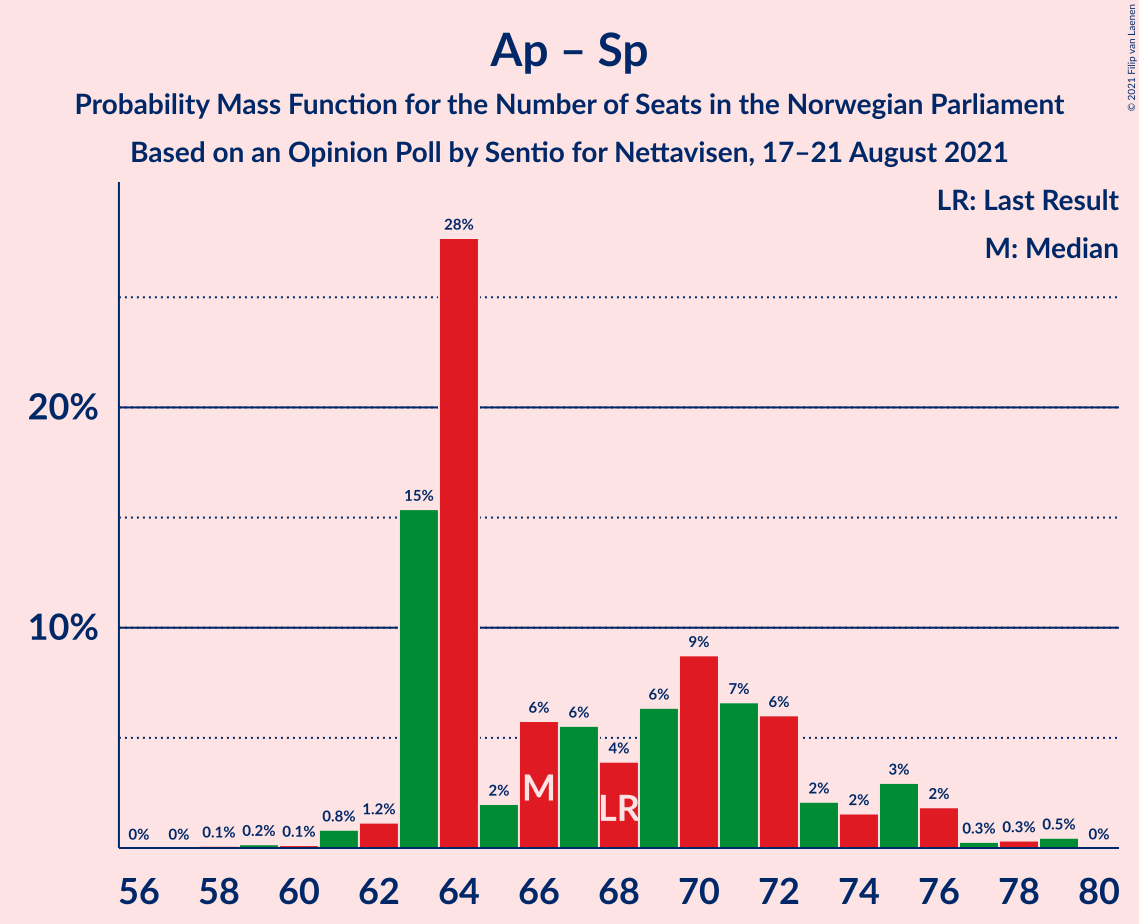 Ap – Sp
Probability Mass Function for the Number of Seats in the Norwegian Parliament
Based on an Opinion Poll by Sentio for Nettavisen, 17–21 August 2021
© 2021 Filip van Laenen
LR: Last Result
M: Median
20%
10%
0% 0% 0.1% 0.2% 0.1% 0.8% 1.2% 15% 28% 2% 6% 6% 4% 6% 9% 7% 6% 2% 2% 3% 2% 0.3% 0.3% 0.5% 0%
M LR
56 58 60 62 64 66 68 70 72 74 76 78 80